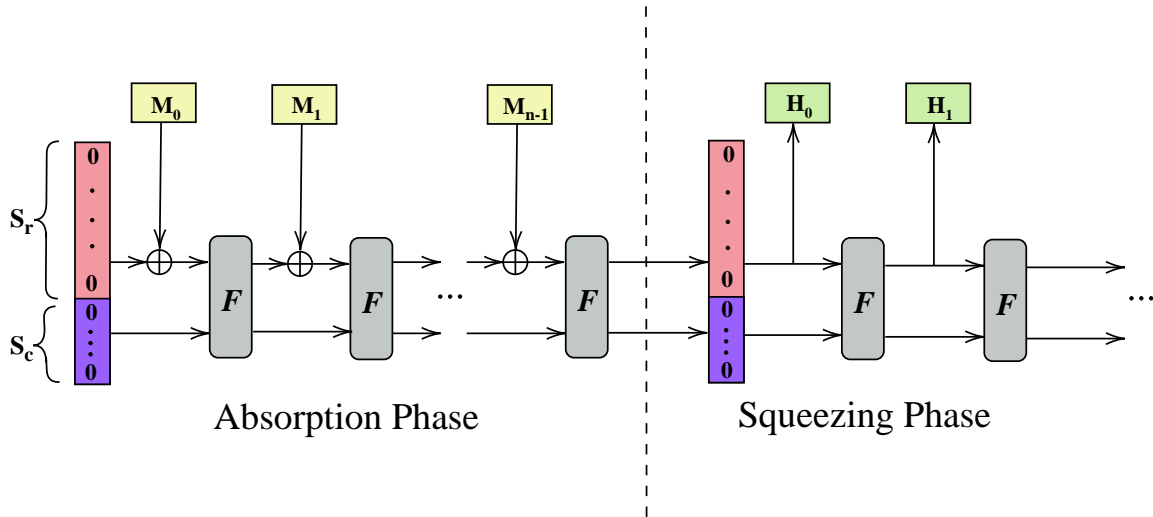 M₀ M₁ Mₙ₋₁ H₀ H₁
0 0
Sᵣ
0 0
F F ... F F F ...
0 0
S_c
0 0
Absorption Phase Squeezing Phase